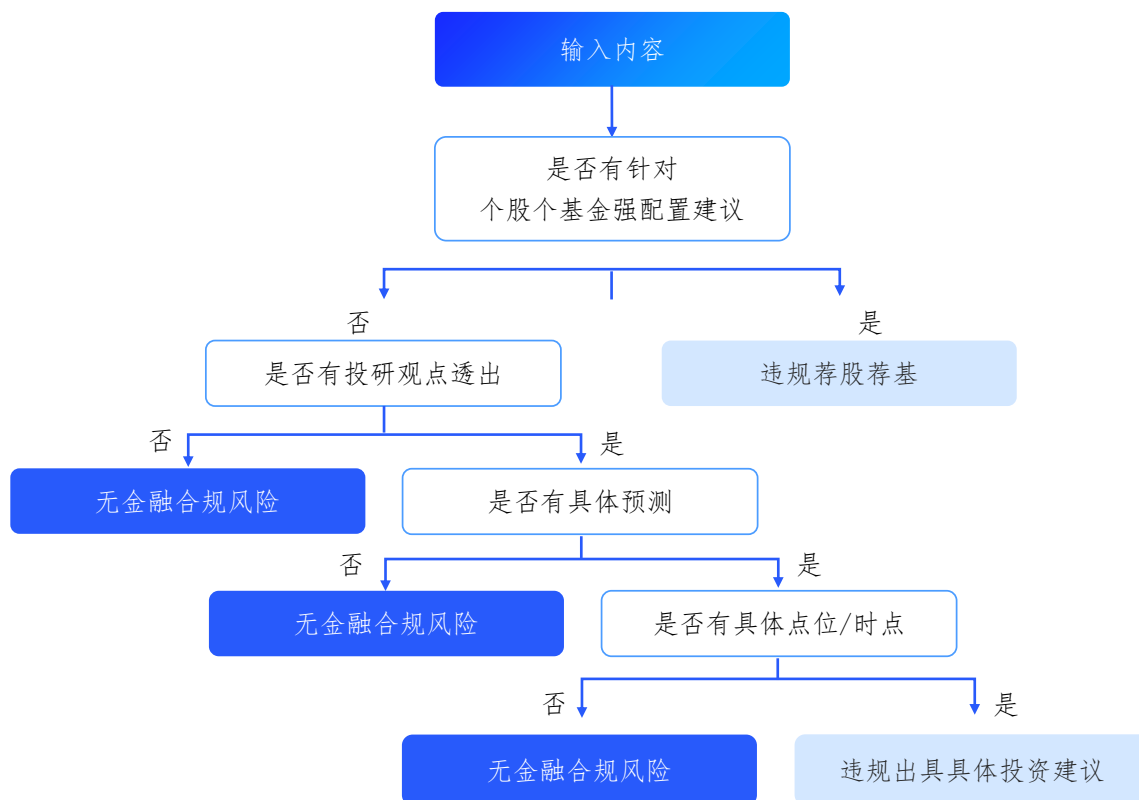 输入内容
是否有针对
个股个基金强配置建议
否
是
是否有投研观点透出
违规荐股荐基
否
是
无金融合规风险
是否有具体预测
否
是
无金融合规风险
是否有具体点位/时点
否
是
无金融合规风险
违规出具具体投资建议